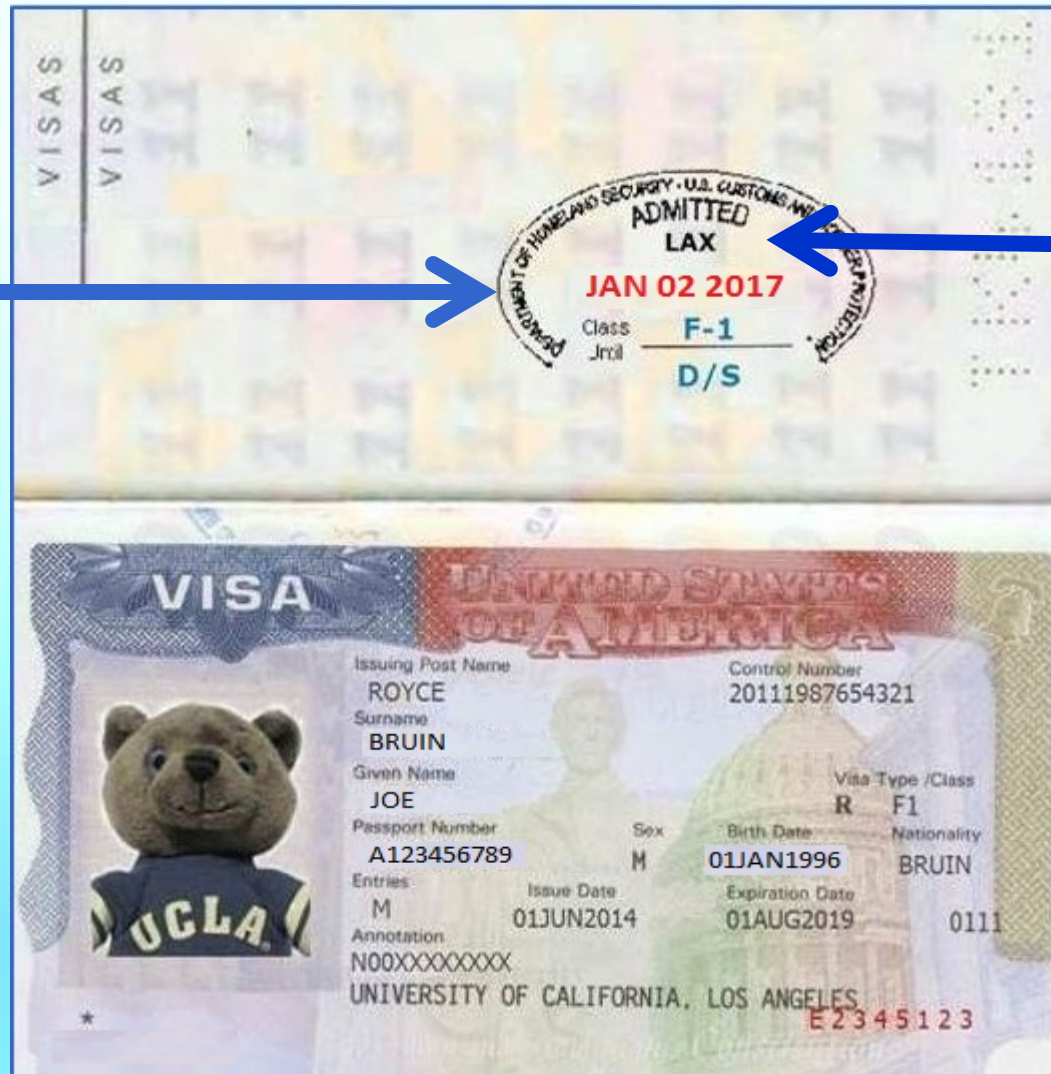 VISAS
VISAS
DEPARTMENT OF HOMELAND SECURITY - U.S. CUSTOMS AND BORDER PROTECTION
ADMITTED
LAX
JAN 02 2017
Class F-1
D/S
VISA UNITED STATES
OF AMERICA
Issuing Post Name Control Number
ROYCE 20111987654321
Surname
BRUIN
Given Name Visa Type /Class
JOE R F1
Passport Number Sex Birth Date Nationality
A123456789 M 01JAN1996 BRUIN
Entries Issue Date Expiration Date
M 01JUN2014 01AUG2019 0111
Annotation
N00XXXXXXXX
UNIVERSITY OF CALIFORNIA, LOS ANGELES
UCLA
* E2345123